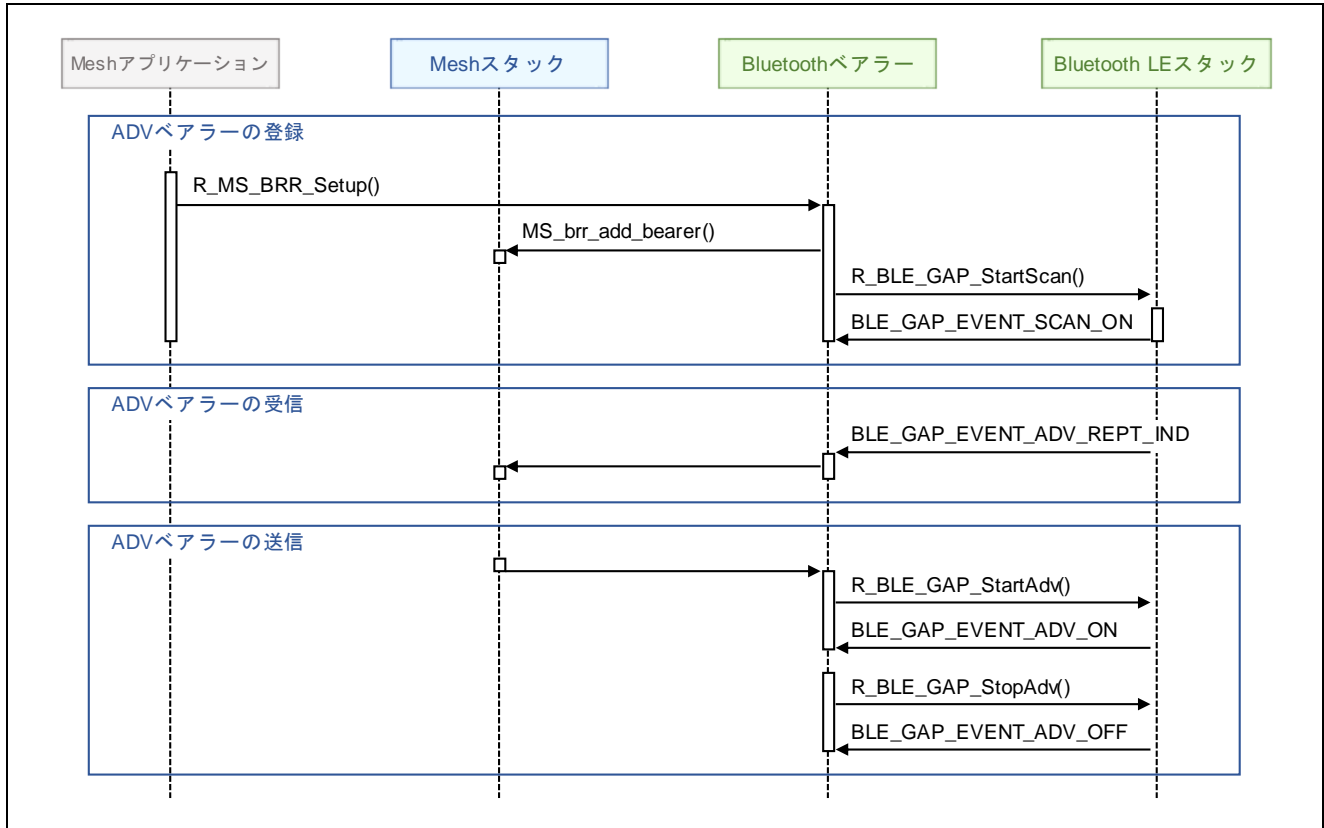 Meshアプリケーション
Meshスタック
Bluetoothベアラー
Bluetooth LEスタック
ADVベアラーの登録
R_MS_BRR_Setup()
MS_brr_add_bearer()
R_BLE_GAP_StartScan()
BLE_GAP_EVENT_SCAN_ON
ADVベアラーの受信
BLE_GAP_EVENT_ADV_REPT_IND
ADVベアラーの送信
R_BLE_GAP_StartAdv()
BLE_GAP_EVENT_ADV_ON
R_BLE_GAP_StopAdv()
BLE_GAP_EVENT_ADV_OFF